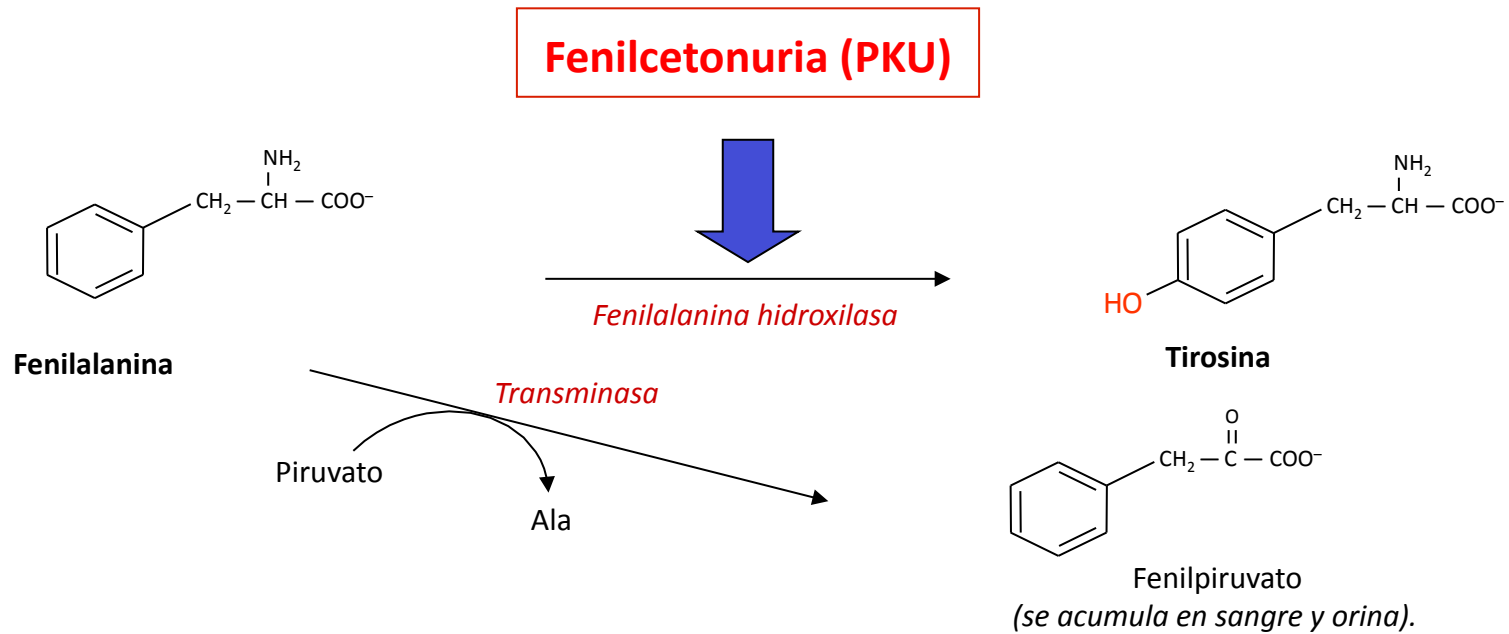 Fenilcetonuria (PKU)
NH₂
CH₂ – CH – COO⁻
Fenilalanina
Fenilalanina hidroxilasa
NH₂
CH₂ – CH – COO⁻
HO
Tirosina
Transminasa
Piruvato
Ala
O
CH₂ – C – COO⁻
Fenilpiruvato
(se acumula en sangre y orina).